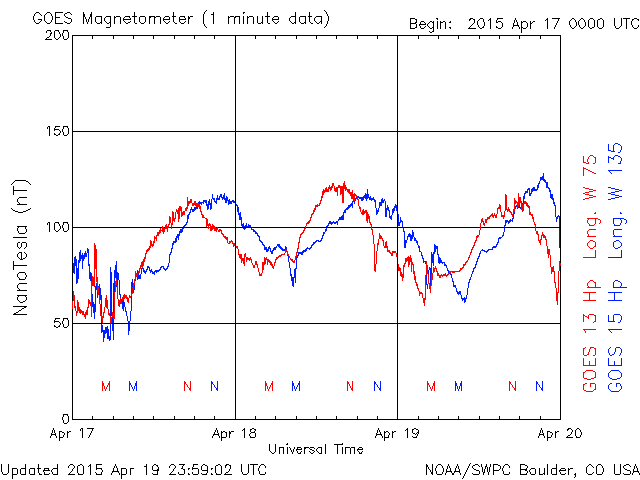 GOES Magnetometer (1 minute data)
Begin: 2015 Apr 17 0000 UTC
200
150
100
50
0
NanoTesla (nT)
M M N N M M N N M M N N
Apr 17 Apr 18 Apr 19 Apr 20
Universal Time
GOES 13 Hp Long. W 75
GOES 15 Hp Long. W 135
Updated 2015 Apr 19 23:59:02 UTC
NOAA/SWPC Boulder, CO USA